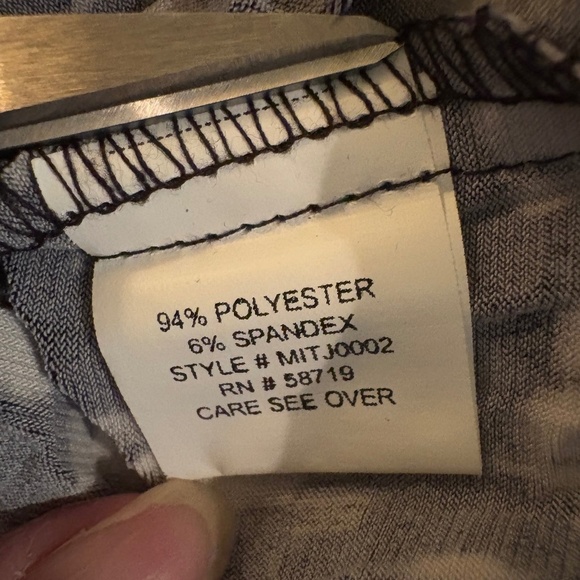 94% POLYESTER
6% SPANDEX
STYLE # MITJ0002
RN # 58719
CARE SEE OVER